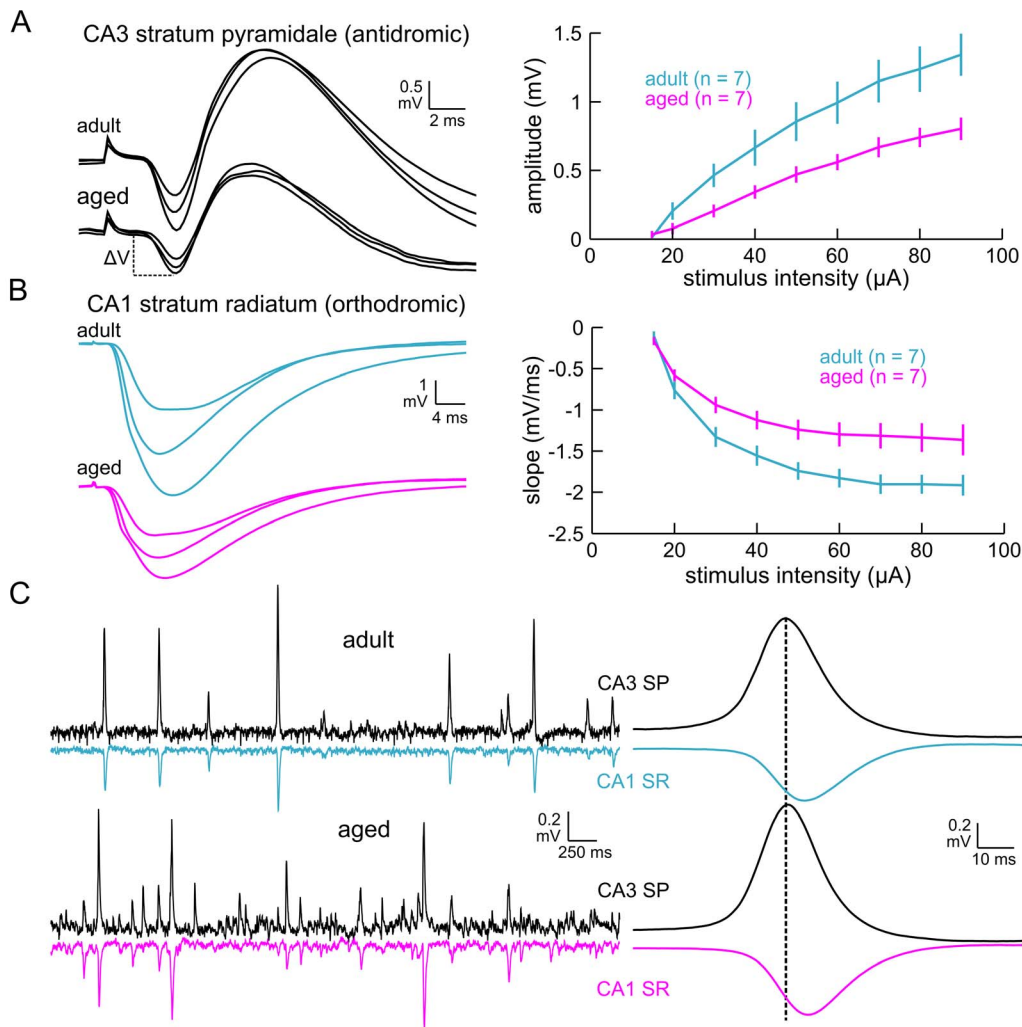 A
CA3 stratum pyramidale (antidromic)
adult
0.5
mV
2 ms
aged
ΔV
amplitude (mV)
1.5
1
0.5
0
adult (n = 7)
aged (n = 7)
0
20
40
60
80
100
stimulus intensity (µA)
B
CA1 stratum radiatum (orthodromic)
adult
1
mV
4 ms
aged
slope (mV/ms)
0
-0.5
-1
-1.5
-2
-2.5
adult (n = 7)
aged (n = 7)
0
20
40
60
80
100
stimulus intensity (µA)
C
adult
CA3 SP
CA1 SR
aged
0.2
mV
250 ms
CA3 SP
CA1 SR
0.2
mV
10 ms